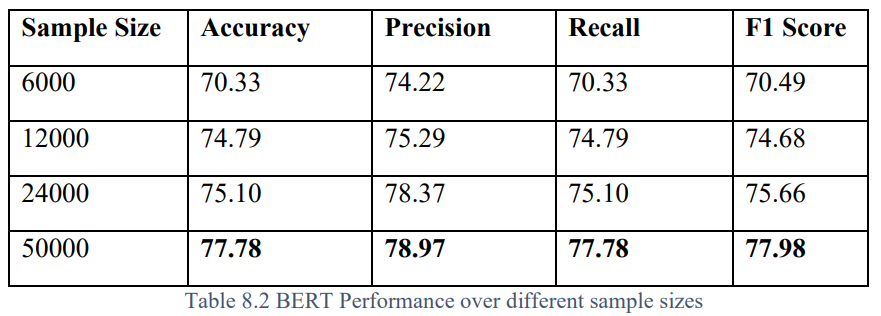 Sample Size Accuracy Precision Recall F1 Score
6000 70.33 74.22 70.33 70.49
12000 74.79 75.29 74.79 74.68
24000 75.10 78.37 75.10 75.66
50000 77.78 78.97 77.78 77.98
Table 8.2 BERT Performance over different sample sizes